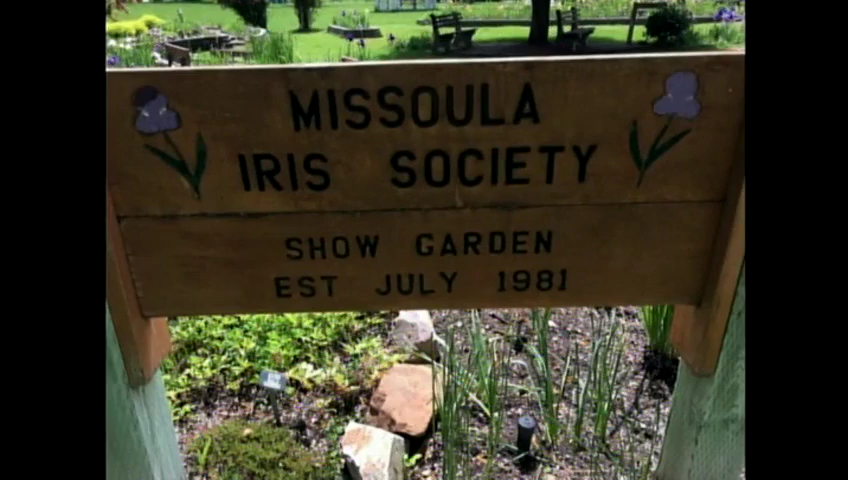 MISSOULA
IRIS SOCIETY
SHOW GARDEN
EST JULY 1981